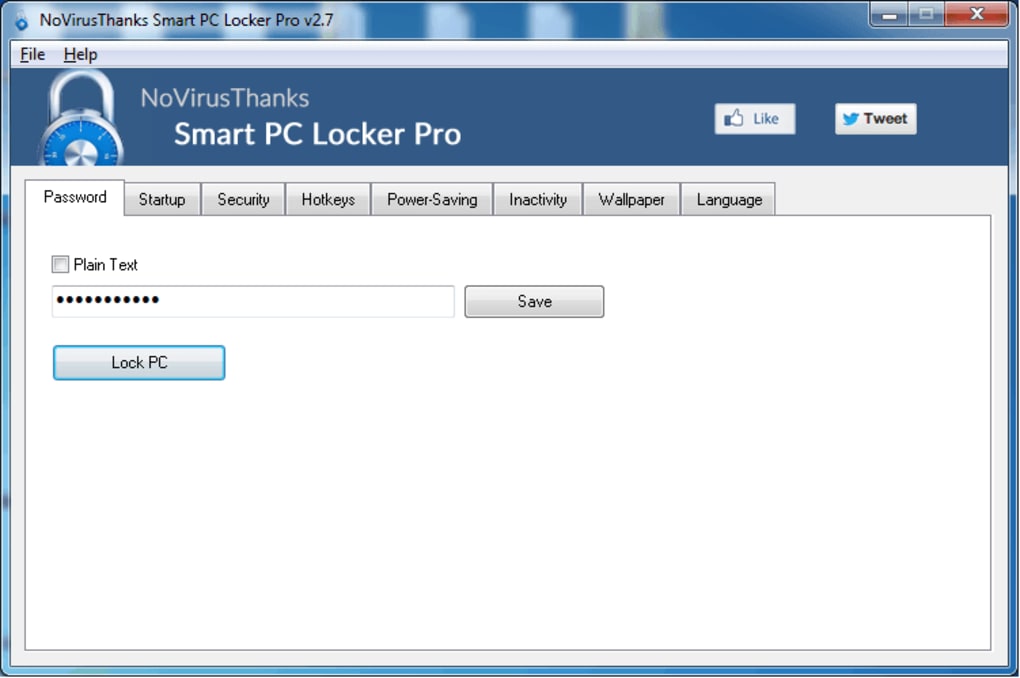 NoVirusThanks Smart PC Locker Pro v2.7
File Help
NoVirusThanks
Smart PC Locker Pro
Like
Tweet
Password Startup Security Hotkeys Power-Saving Inactivity Wallpaper Language
Plain Text
•••••••••••
Save
Lock PC